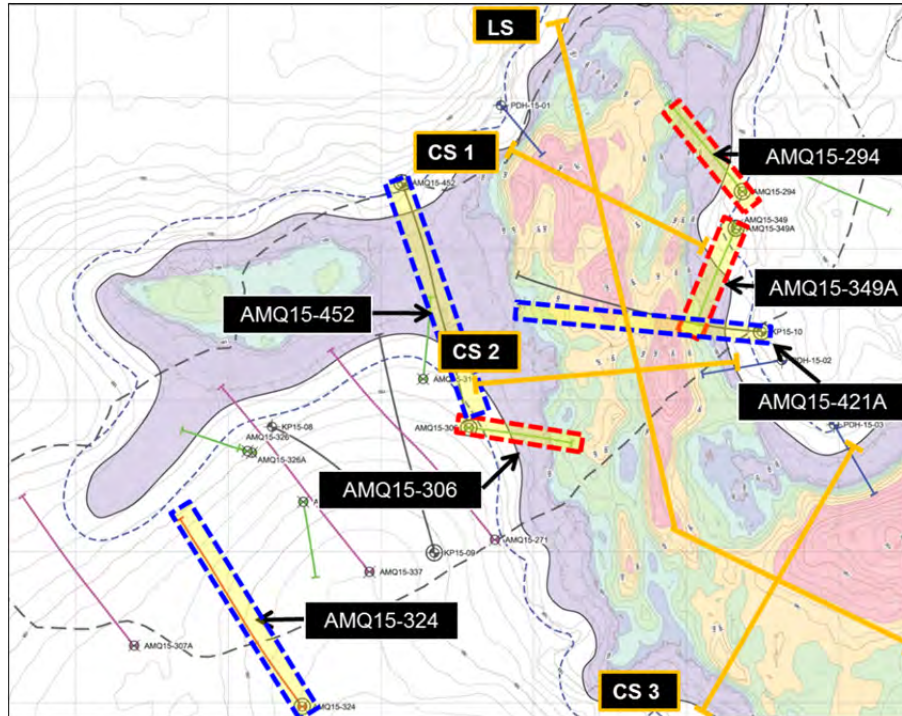 LS
PDH-15-01
CS 1
AMQ15-294
AMQ15-452
AMQ15-294
AMQ15-349
AMQ15-349A
AMQ15-349A
AMQ15-452
KP15-10
CS 2
PDH-15-02
AMQ15-421A
KP15-08
PDH-15-03
AMQ15-326
AMQ15-326A
AMQ15-306
AMQ15-271
KP15-09
AMQ15-337
AMQ15-324
AMQ15-307A
CS 3
AMQ15-324